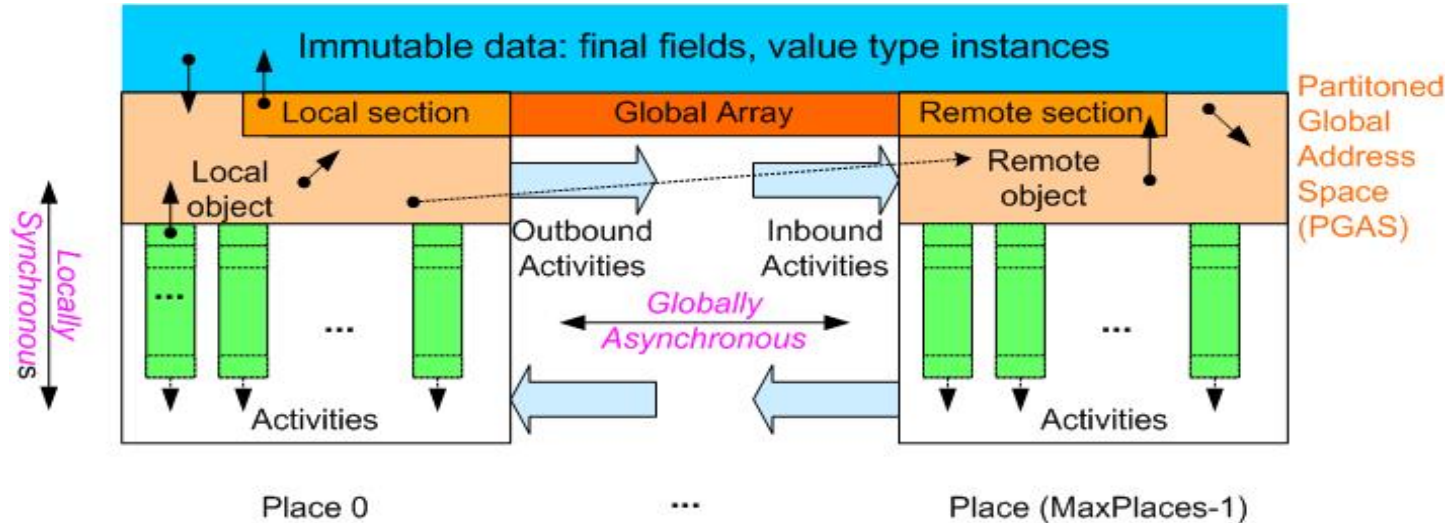 Immutable data: final fields, value type instances
Local section
Global Array
Remote section
Partitoned
Global
Address
Space
(PGAS)
Local
object
Remote
object
Locally
Synchronous
Outbound
Activities
Inbound
Activities
...
...
...
Globally
Asynchronous
Activities
Activities
Place 0
...
Place (MaxPlaces-1)